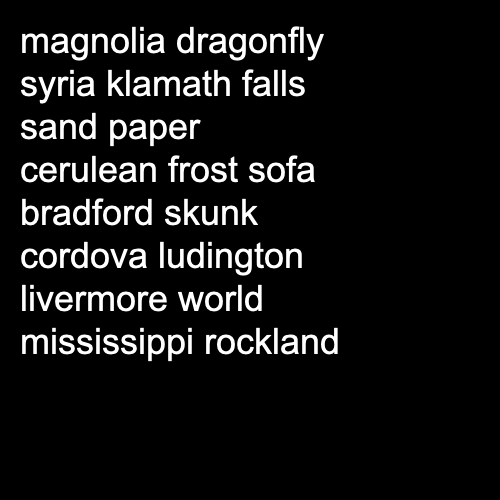 magnolia dragonfly
syria klamath falls
sand paper
cerulean frost sofa
bradford skunk
cordova ludington
livermore world
mississippi rockland